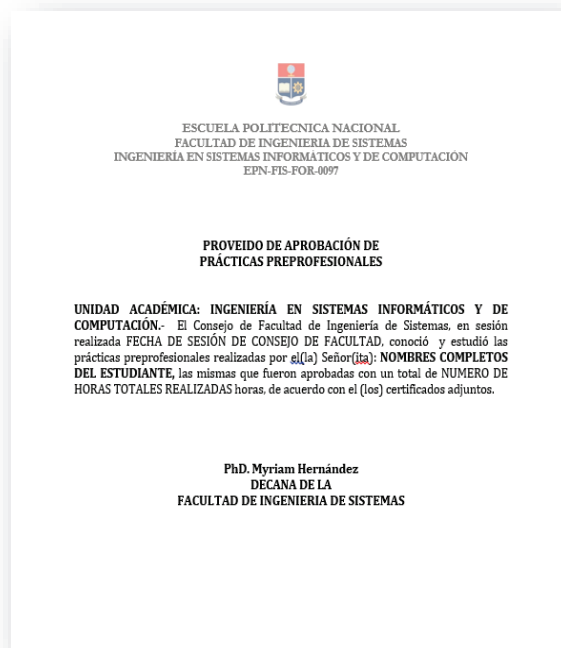 ESCUELA POLITECNICA NACIONAL
FACULTAD DE INGENIERIA DE SISTEMAS
INGENIERÍA EN SISTEMAS INFORMÁTICOS Y DE COMPUTACIÓN
EPN-FIS-FOR-0097
PROVEIDO DE APROBACIÓN DE
PRÁCTICAS PREPROFESIONALES
UNIDAD ACADÉMICA: INGENIERÍA EN SISTEMAS INFORMÁTICOS Y DE
COMPUTACIÓN.- El Consejo de Facultad de Ingeniería de Sistemas, en sesión
realizada FECHA DE SESIÓN DE CONSEJO DE FACULTAD, conoció y estudió las
prácticas preprofesionales realizadas por el(la) Señor(ita): NOMBRES COMPLETOS
DEL ESTUDIANTE, las mismas que fueron aprobadas con un total de NUMERO DE
HORAS TOTALES REALIZADAS horas, de acuerdo con el (los) certificados adjuntos.
PhD. Myriam Hernández
DECANA DE LA
FACULTAD DE INGENIERIA DE SISTEMAS